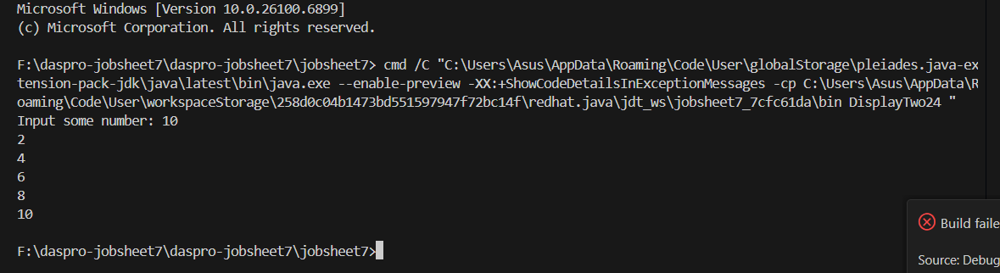 Microsoft Windows [Version 10.0.26100.6899]
(c) Microsoft Corporation. All rights reserved.
F:\daspro-jobsheet7\daspro-jobsheet7\jobsheet7> cmd /C "C:\Users\Asus\AppData\Roaming\Code\User\globalStorage\pleiades.java-ex
tension-pack-jdk\java\latest\bin\java.exe --enable-preview -XX:+ShowCodeDetailsInExceptionMessages -cp C:\Users\Asus\AppData\R
oaming\Code\User\workspaceStorage\258d0c04b1473bd551597947f72bc14f\redhat.java\jdt_ws\jobsheet7_7cfc61da\bin DisplayTwo24 "
Input some number: 10
2
4
6
8
10
F:\daspro-jobsheet7\daspro-jobsheet7\jobsheet7>
Build faile
Source: Debug